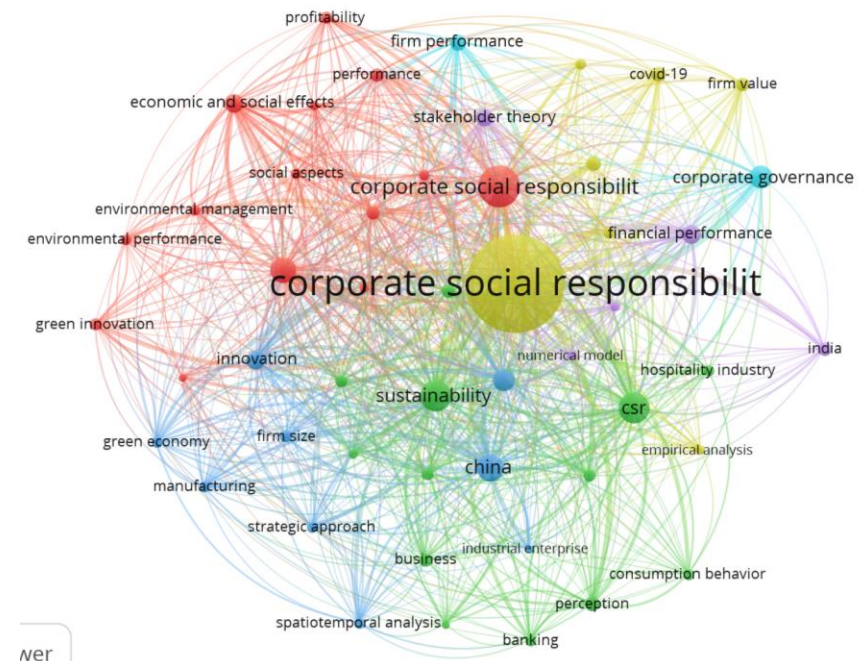 profitability
firm performance
performance
covid-19
firm value
economic and social effects
stakeholder theory
social aspects
corporate social responsibilit
corporate governance
environmental management
environmental performance
financial performance
corporate social responsibilit
green innovation
innovation
numerical model
india
sustainability
hospitality industry
csr
green economy
firm size
empirical analysis
china
manufacturing
strategic approach
industrial enterprise
business
consumption behavior
perception
spatiotemporal analysis
banking
wer